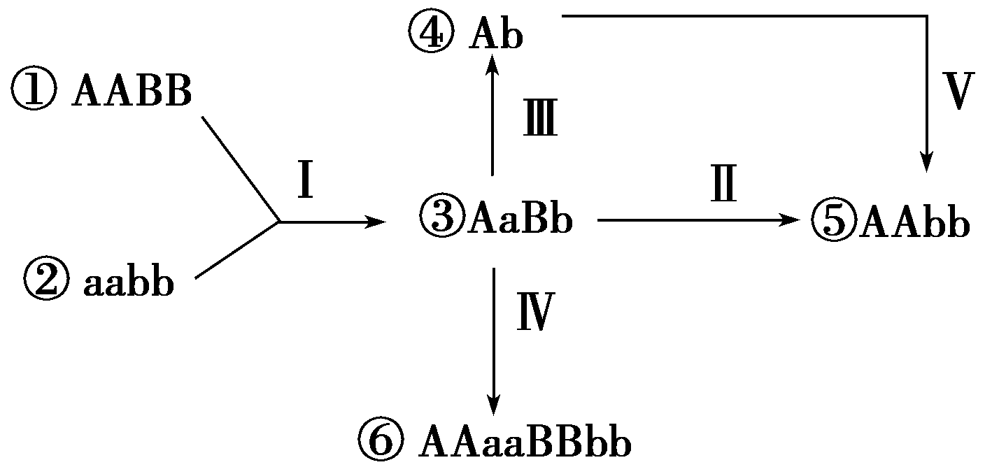 ④ Ab
① AABB
Ⅴ
Ⅲ
Ⅰ
Ⅱ
③AaBb
⑤AAbb
② aabb
Ⅳ
⑥ AAaaBBbb